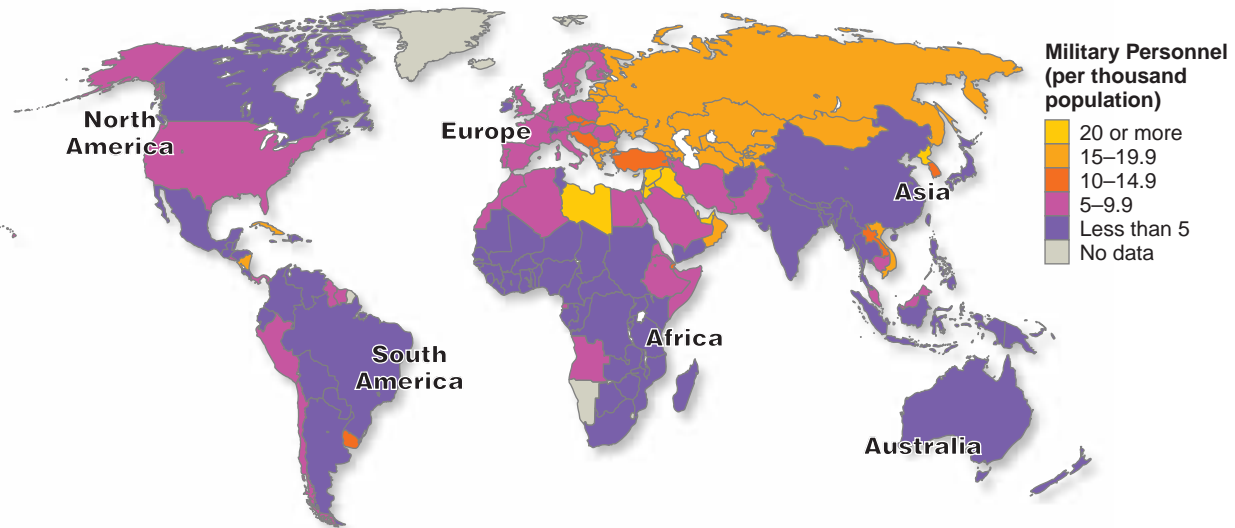 North
America
Europe
Asia
South
America
Africa
Australia
Military Personnel
(per thousand
population)
20 or more
15–19.9
10–14.9
5–9.9
Less than 5
No data